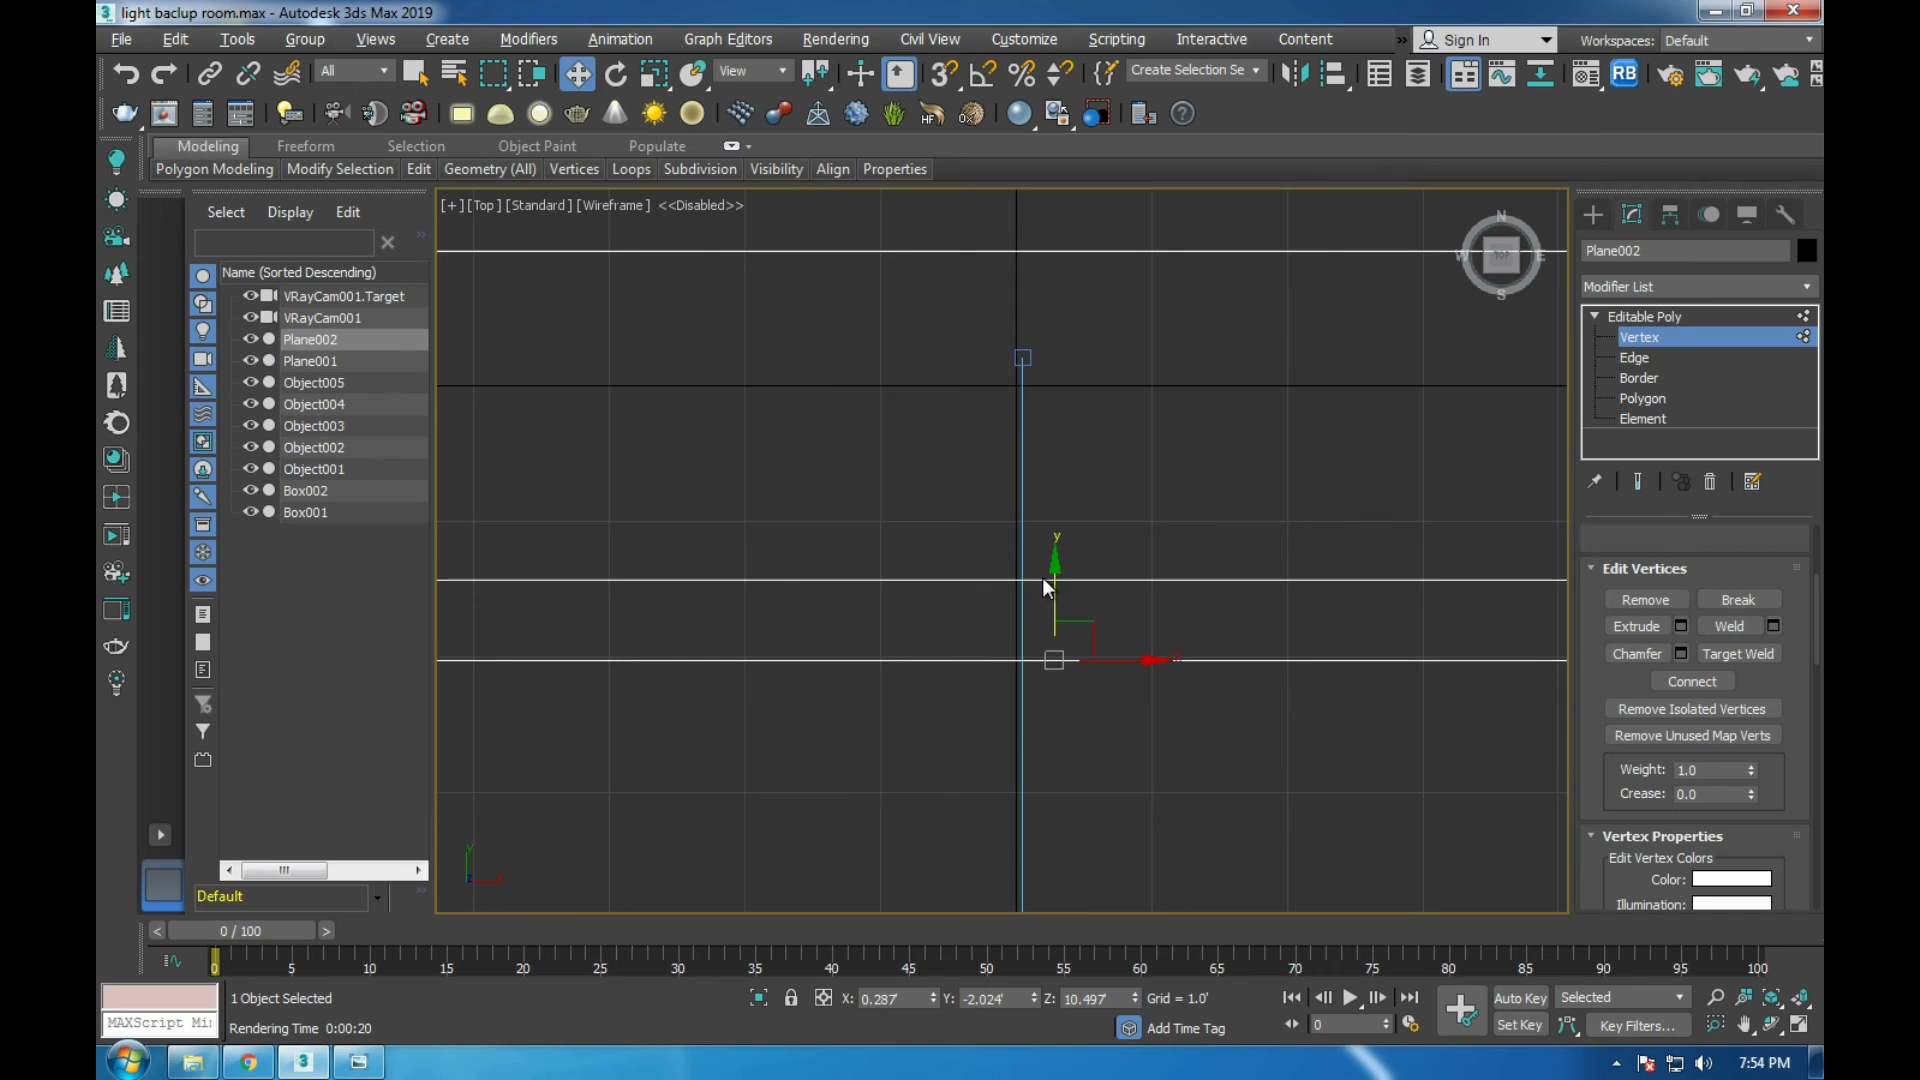 light baclup room.max - Autodesk 3ds Max 2019
File Edit Tools Group Views Create Modifiers Animation Graph Editors Rendering Civil View Customize Scripting Interactive Content » Sign In Workspaces: Default
All View Create Selection Se RB
HF
Modeling Freeform Selection Object Paint Populate
Polygon Modeling Modify Selection Edit Geometry (All) Vertices Loops Subdivision Visibility Align Properties
Select Display Edit
Name (Sorted Descending)
VRayCam001.Target
VRayCam001
Plane002
Plane001
Object005
Object004
Object003
Object002
Object001
Box002
Box001
Default
[+] [Top] [Standard] [Wireframe] <<Disabled>>
N
W TOP E
S
y
Plane002
Modifier List
Editable Poly
Vertex
Edge
Border
Polygon
Element
Edit Vertices
Remove Break
Extrude Weld
Chamfer Target Weld
Connect
Remove Isolated Vertices
Remove Unused Map Verts
Weight: 1.0
Crease: 0.0
Vertex Properties
Edit Vertex Colors
Color:
Illumination:
< 0 / 100 >
0 5 10 15 20 25 30 35 40 45 50 55 60 65 70 75 80 85 90 95 100
1 Object Selected X: 0.287' Y: -2.024' Z: 10.497' Grid = 1.0' Auto Key Selected
MAXScript Mi Rendering Time 0:00:20 Add Time Tag 0 Set Key Key Filters...
3 7:54 PM